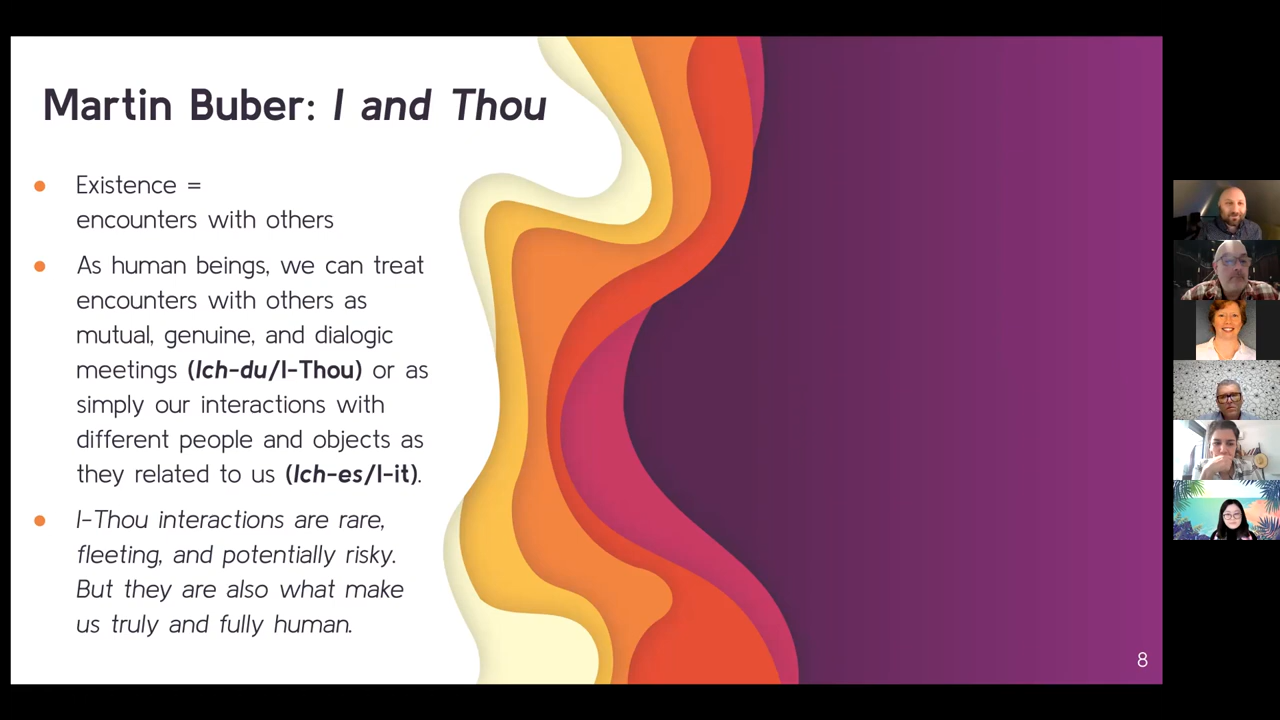 Martin Buber: I and Thou
Existence =
encounters with others
As human beings, we can treat
encounters with others as
mutual, genuine, and dialogic
meetings (Ich-du/I-Thou) or as
simply our interactions with
different people and objects as
they related to us (Ich-es/I-it).
I-Thou interactions are rare,
fleeting, and potentially risky.
But they are also what make
us truly and fully human.
8